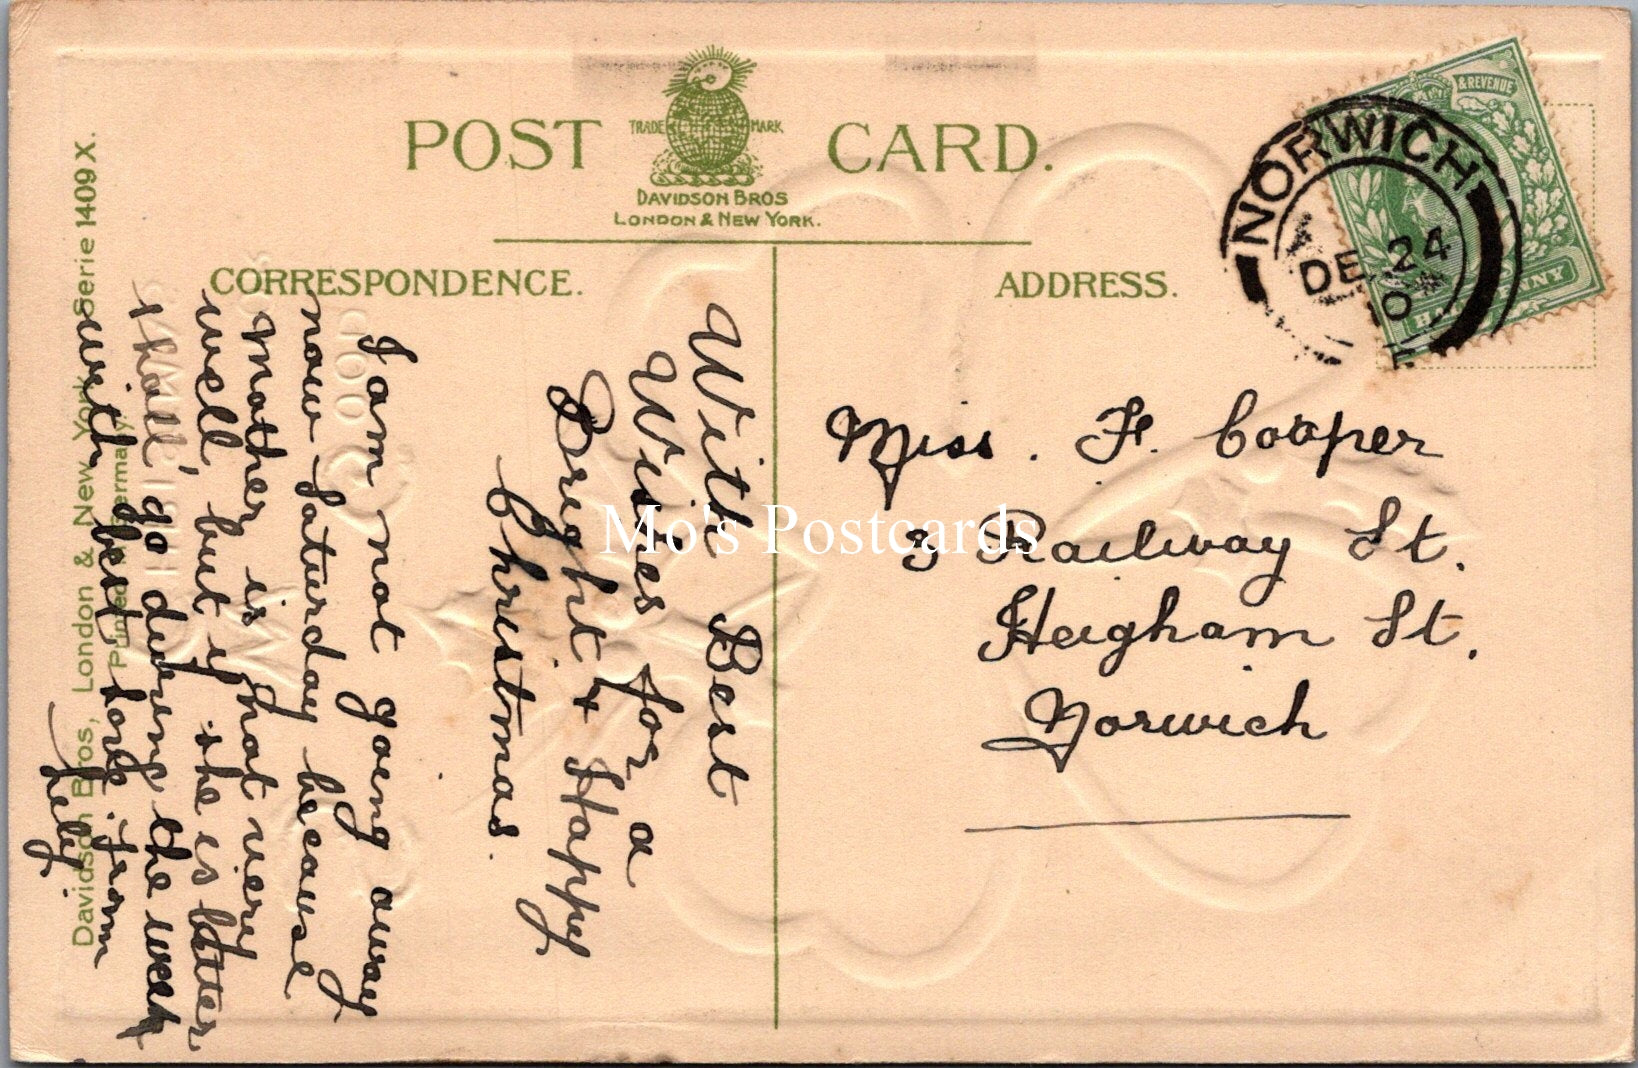 POST CARD.
TRADE MARK
DAVIDSON BROS
LONDON & NEW YORK.
CORRESPONDENCE.
ADDRESS.
& REVENUE
HALFPENNY
NORWICH
DE 24
10
With Best
Wishes for a
Bright & Happy
Christmas.
I am not going away
now Saturday because
Mother is not very
well but if she is better
shall go during the week
with best love from
Miss. F. Cooper
3 Railway St.
Heigham St.
Norwich
Davidson Bros, London & New York. Serie 1409 X.
Printed Germany
Mo's Postcards